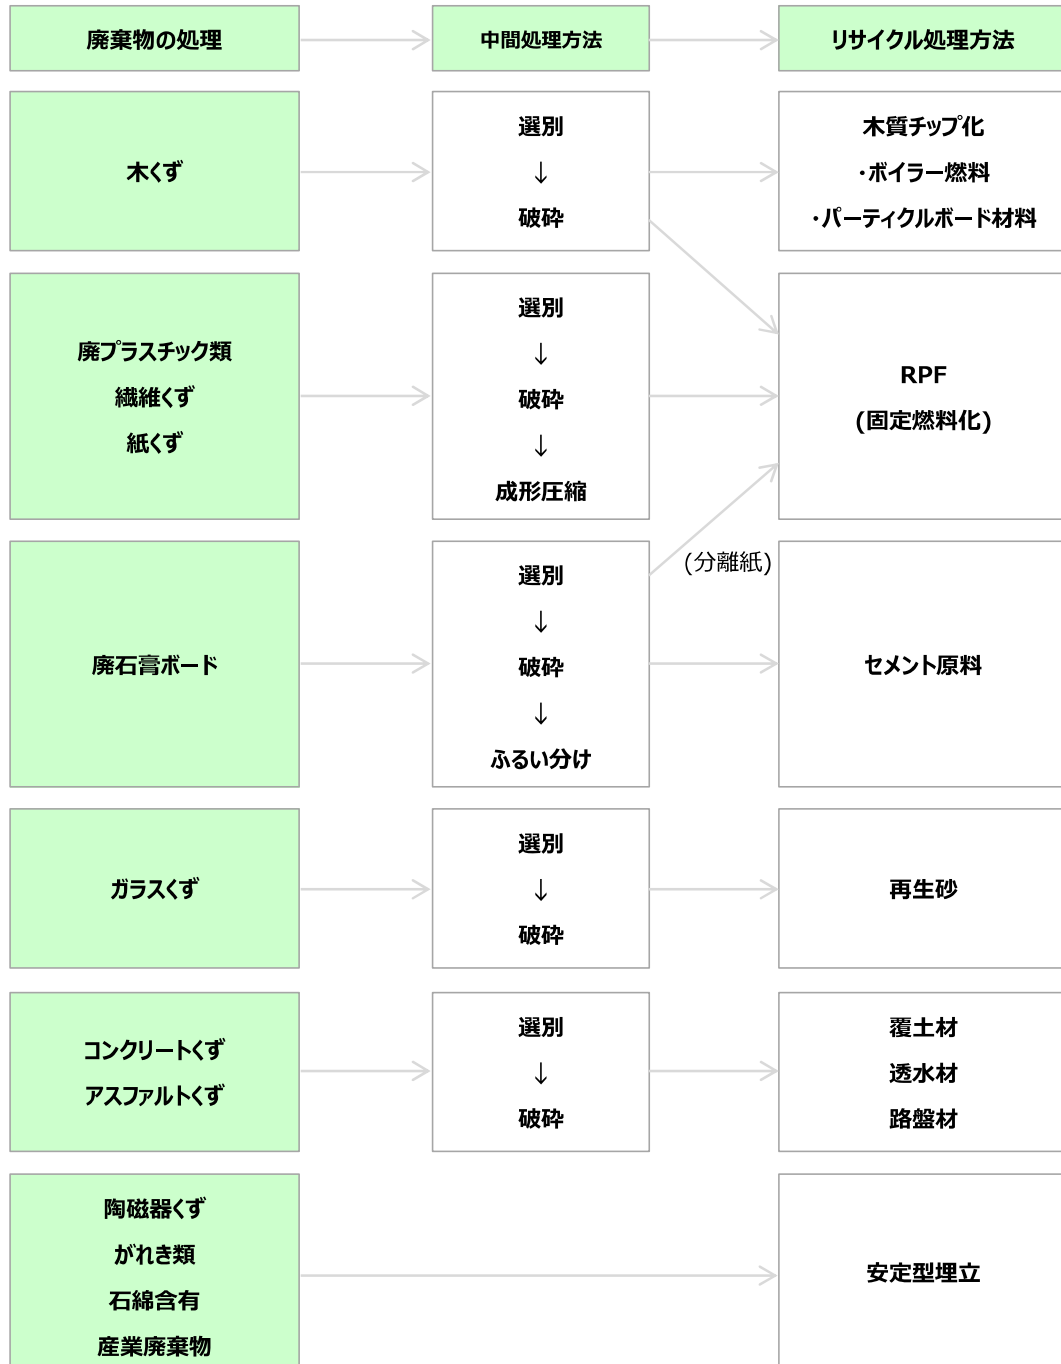 廃棄物の処理
中間処理方法
リサイクル処理方法
木くず
選別
↓
破砕
木質チップ化
・ボイラー燃料
・パーティクルボード材料
廃プラスチック類
繊維くず
紙くず
選別
↓
破砕
↓
成形圧縮
RPF
(固定燃料化)
廃石膏ボード
選別
↓
破砕
↓
ふるい分け
(分離紙)
セメント原料
ガラスくず
選別
↓
破砕
再生砂
コンクリートくず
アスファルトくず
選別
↓
破砕
覆土材
透水材
路盤材
陶磁器くず
がれき類
石綿含有
産業廃棄物
安定型埋立